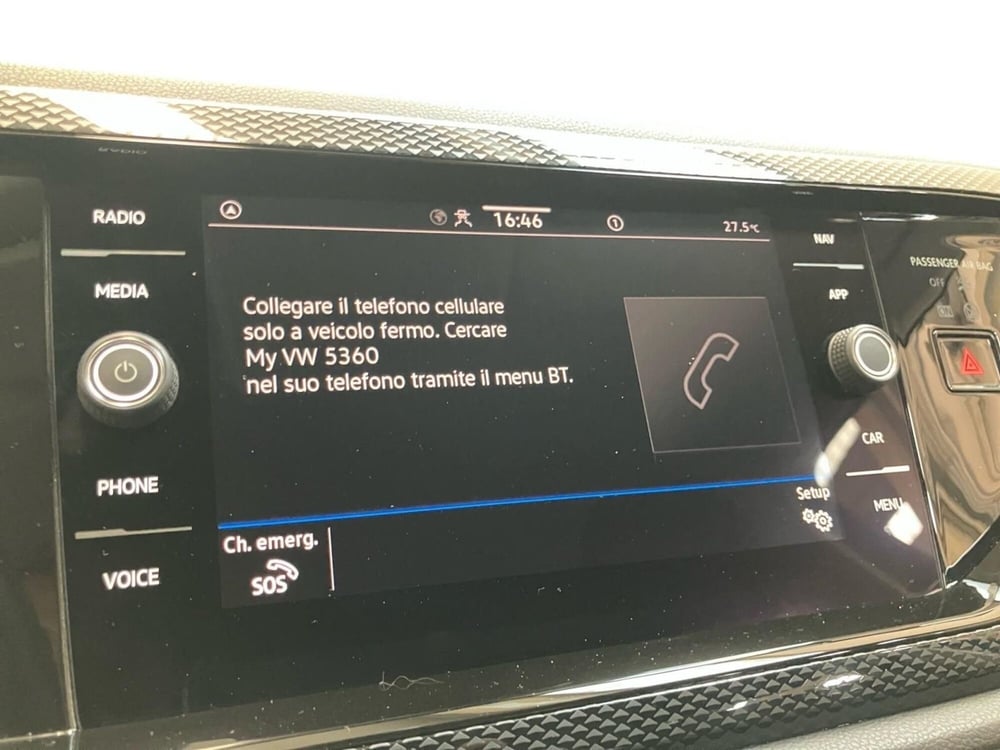 RADIO
MEDIA
PHONE
VOICE
16:46
1
27.5°C
Collegare il telefono cellulare
solo a veicolo fermo. Cercare
My VW 5360
nel suo telefono tramite il menu BT.
Setup
Ch. emerg.
SOS
NAV
APP
CAR
MENU
PASSENGER AIR BAG
OFF